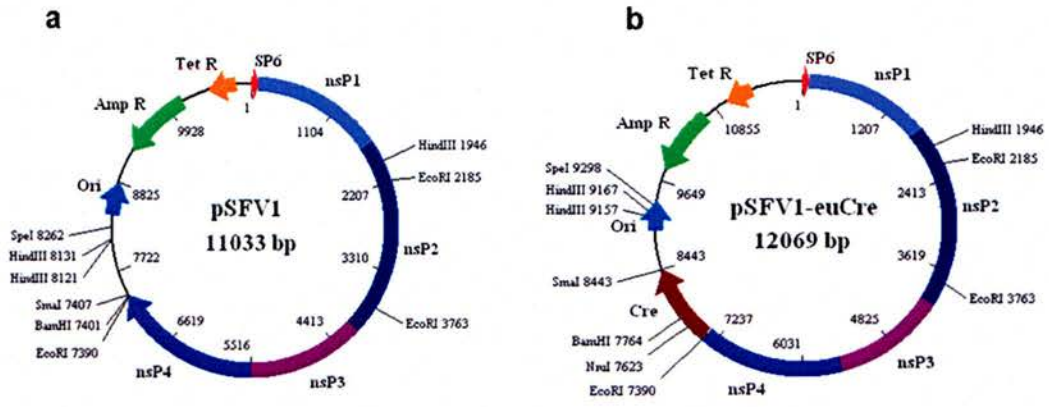 a
SP6
Tet R
nsP1
Amp R
1
9928
1104
HindIII 1946
EcoRI 2185
Ori
8825
2207
pSFV1
11033 bp
nsP2
SpeI 8262
HindIII 8131
HindIII 8121
7722
3310
SmaI 7407
BamHI 7401
EcoRI 7390
6619
5516
4413
EcoRI 3763
nsP4
nsP3
b
SP6
Tet R
nsP1
Amp R
1
10855
1207
HindIII 1946
EcoRI 2185
SpeI 9298
HindIII 9167
HindIII 9157
9649
2413
Ori
pSFV1-euCre
12069 bp
nsP2
SmaI 8443
8443
3619
Cre
EcoRI 3763
BamHI 7764
NruI 7623
EcoRI 7390
7237
6031
4825
nsP4
nsP3